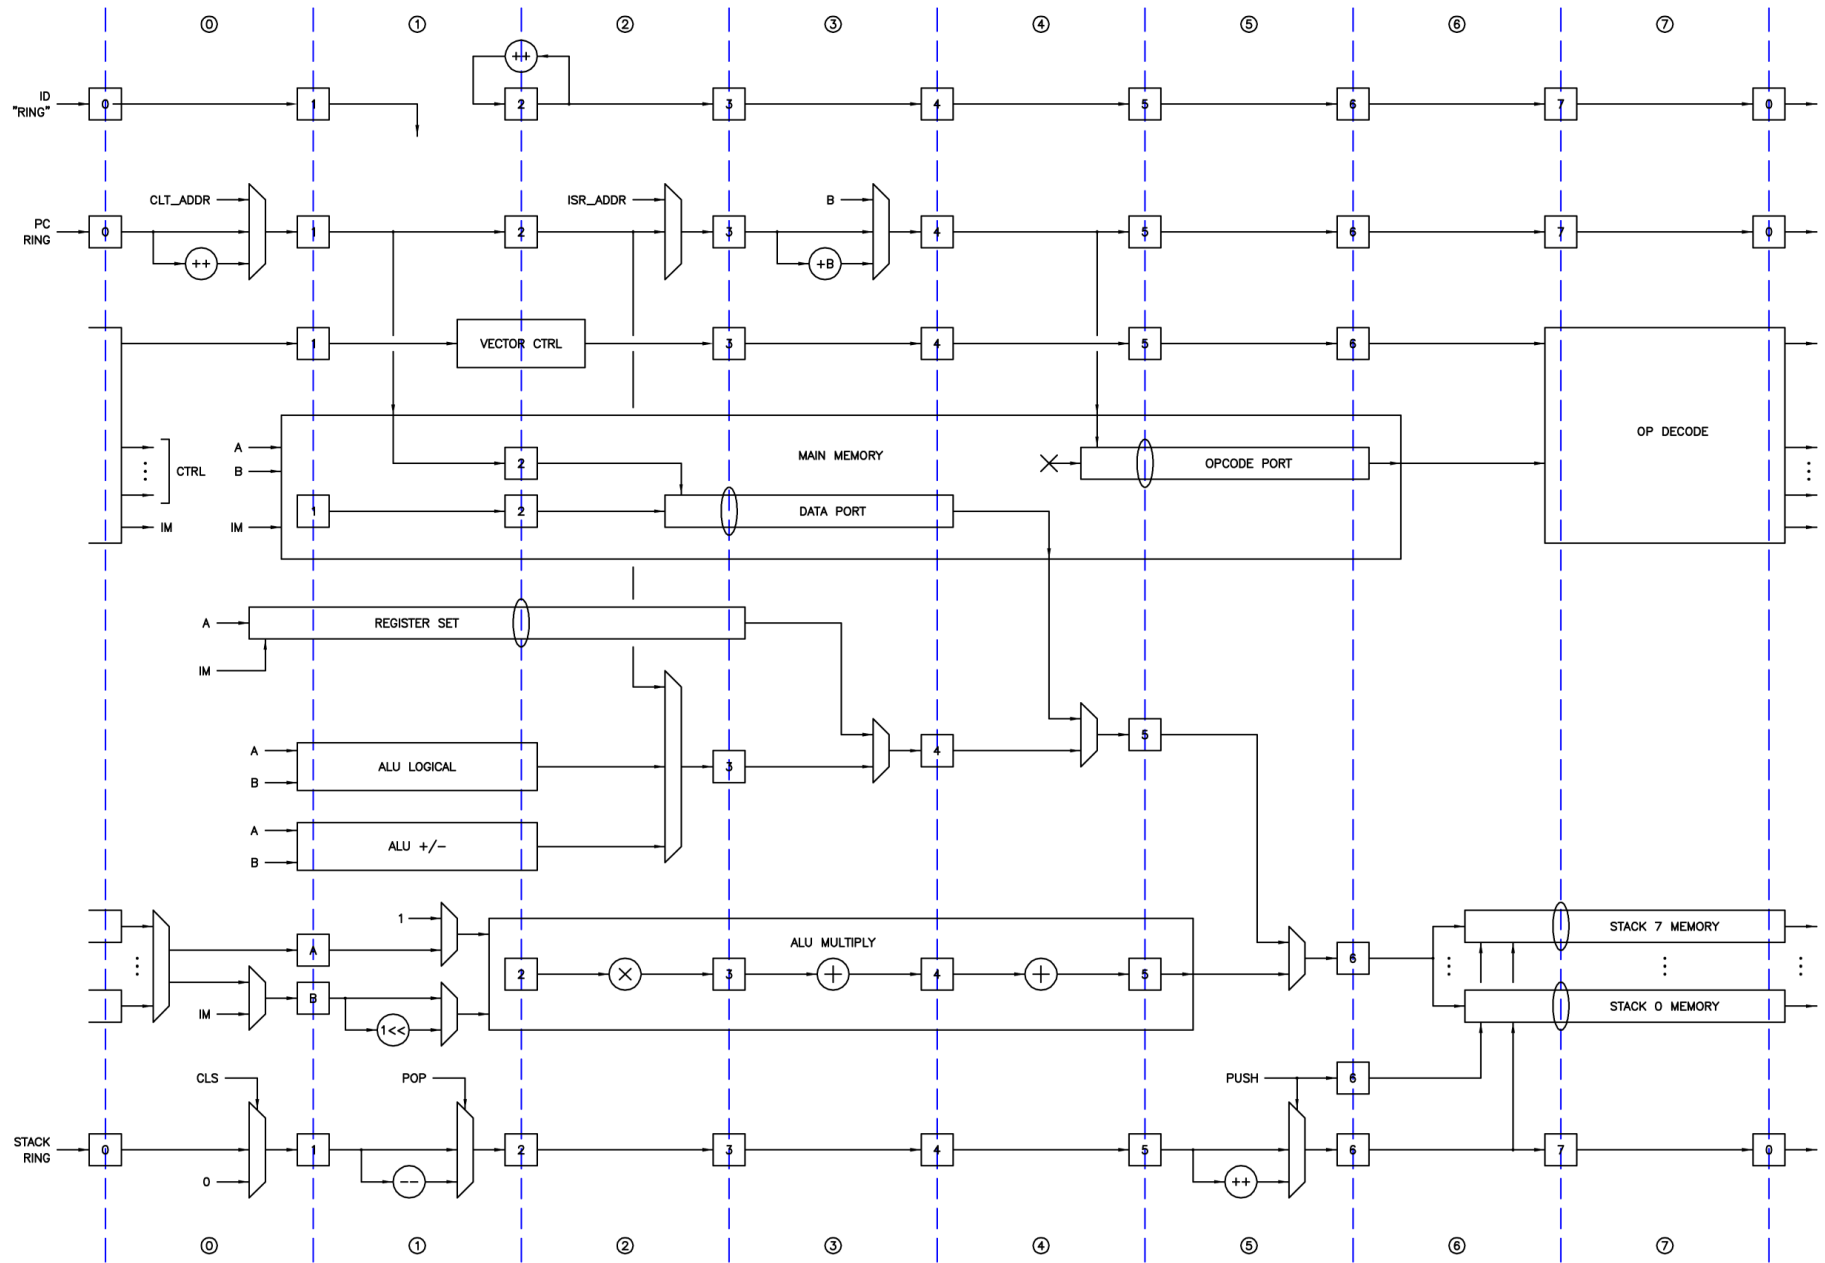 0 1 2 3 4 5 6 7
++
ID
"RING"
0 1 2 3 4 5 6 7 0
CLT_ADDR ISR_ADDR B
PC
RING
0 1 2 3 4 5 6 7 0
++ +B
1 VECTOR CTRL 3 4 5 6
OP DECODE
A MAIN MEMORY
CTRL
B 2 OPCODE PORT
IM IM 1 2 DATA PORT
A REGISTER SET
IM
5
A 4
B ALU LOGICAL 3
A
ALU +/-
B
1 STACK 7 MEMORY
A ALU MULTIPLY 6
2 × 3 + 4 + 5
B
IM STACK 0 MEMORY
1<<
CLS POP PUSH 6
STACK
RING
0 1 2 3 4 5 6 7 0
0 -- ++
0 1 2 3 4 5 6 7